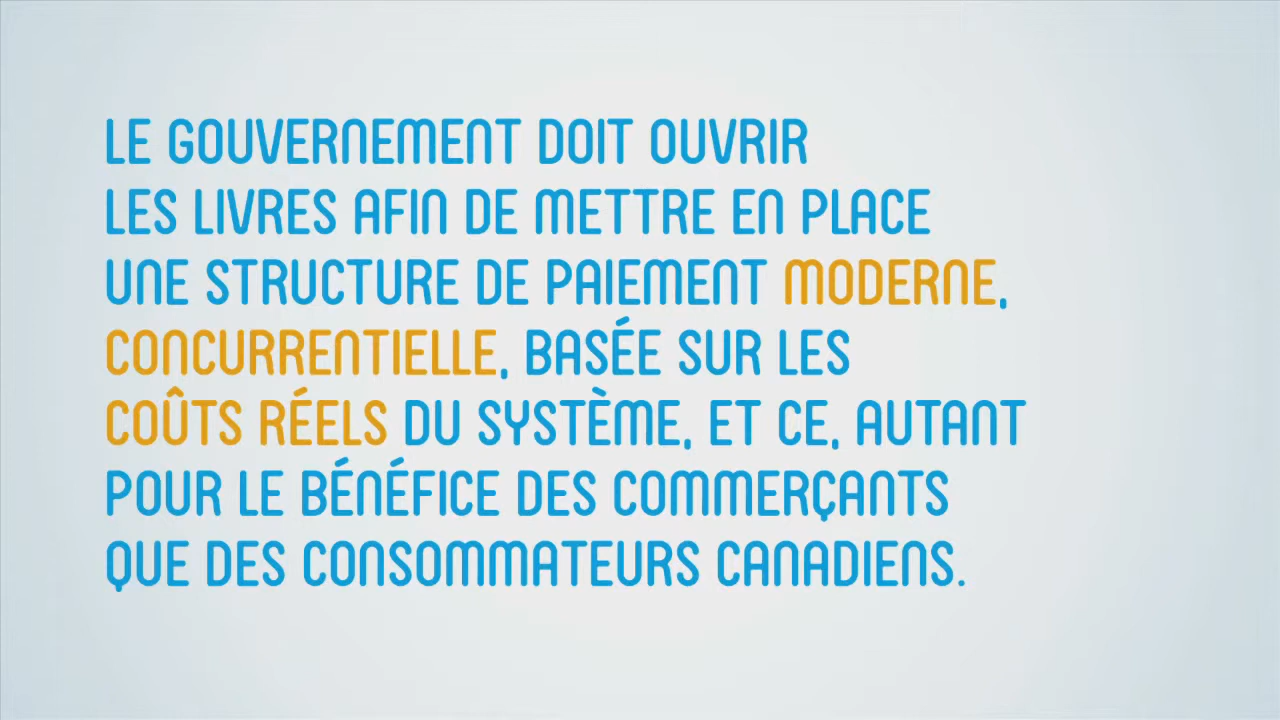 LE GOUVERNEMENT DOIT OUVRIR
LES LIVRES AFIN DE METTRE EN PLACE
UNE STRUCTURE DE PAIEMENT MODERNE,
CONCURRENTIELLE, BASÉE SUR LES
COÛTS RÉELS DU SYSTÈME, ET CE, AUTANT
POUR LE BÉNÉFICE DES COMMERÇANTS
QUE DES CONSOMMATEURS CANADIENS.